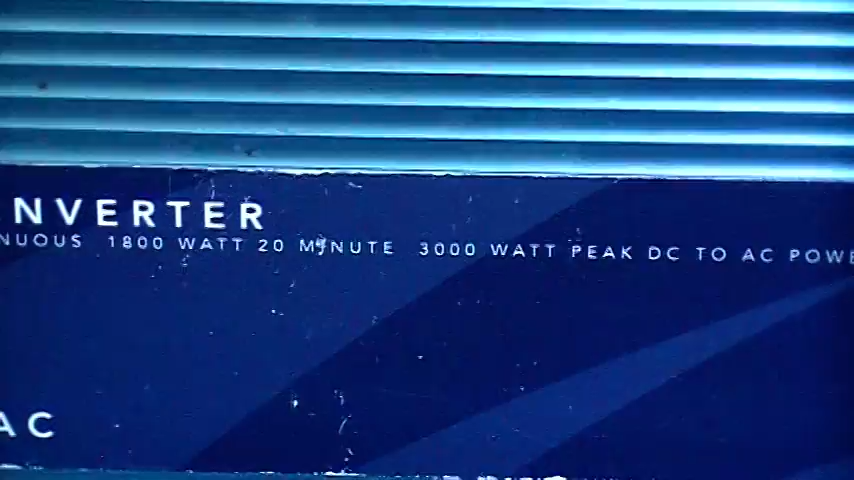 NVERTER
NUOUS 1800 WATT 20 MINUTE 3000 WATT PEAK DC TO AC POWE
AC